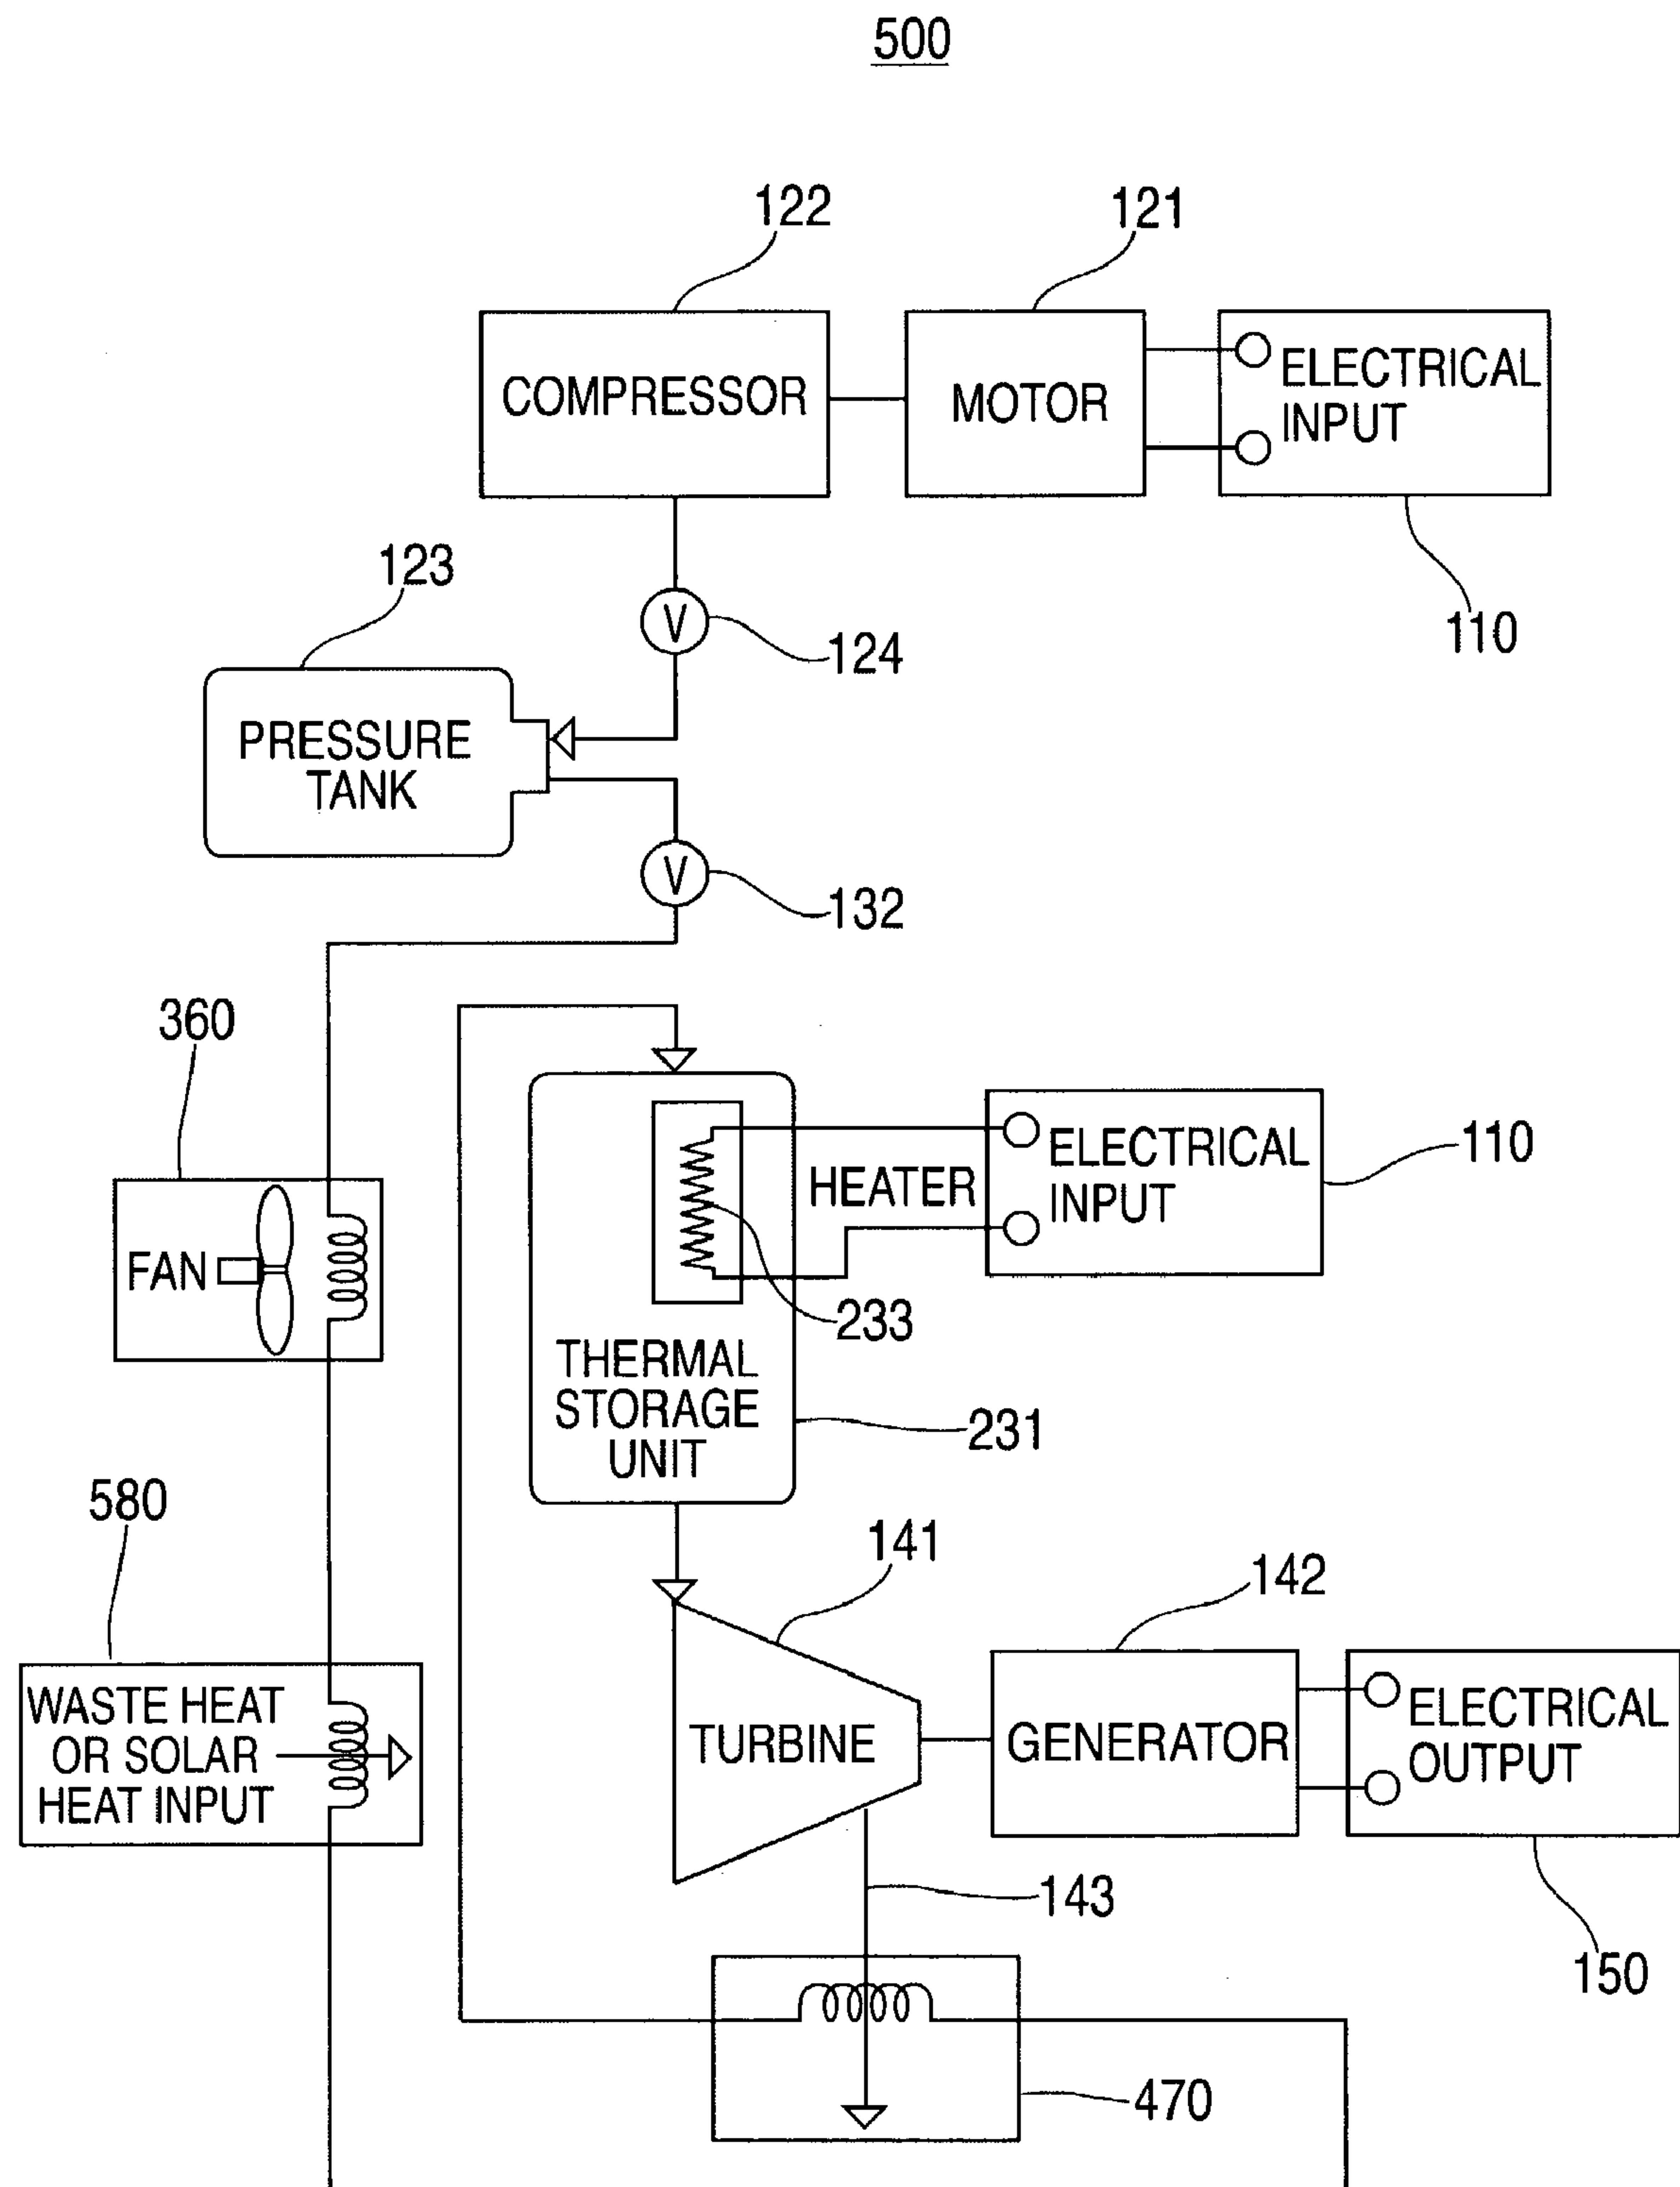 500
122
121
COMPRESSOR
MOTOR
ELECTRICAL
INPUT
110
123
V
124
PRESSURE
TANK
V
132
360
FAN
HEATER
ELECTRICAL
INPUT
110
233
THERMAL
STORAGE
UNIT
231
580
WASTE HEAT
OR SOLAR
HEAT INPUT
141
142
TURBINE
GENERATOR
ELECTRICAL
OUTPUT
143
150
470